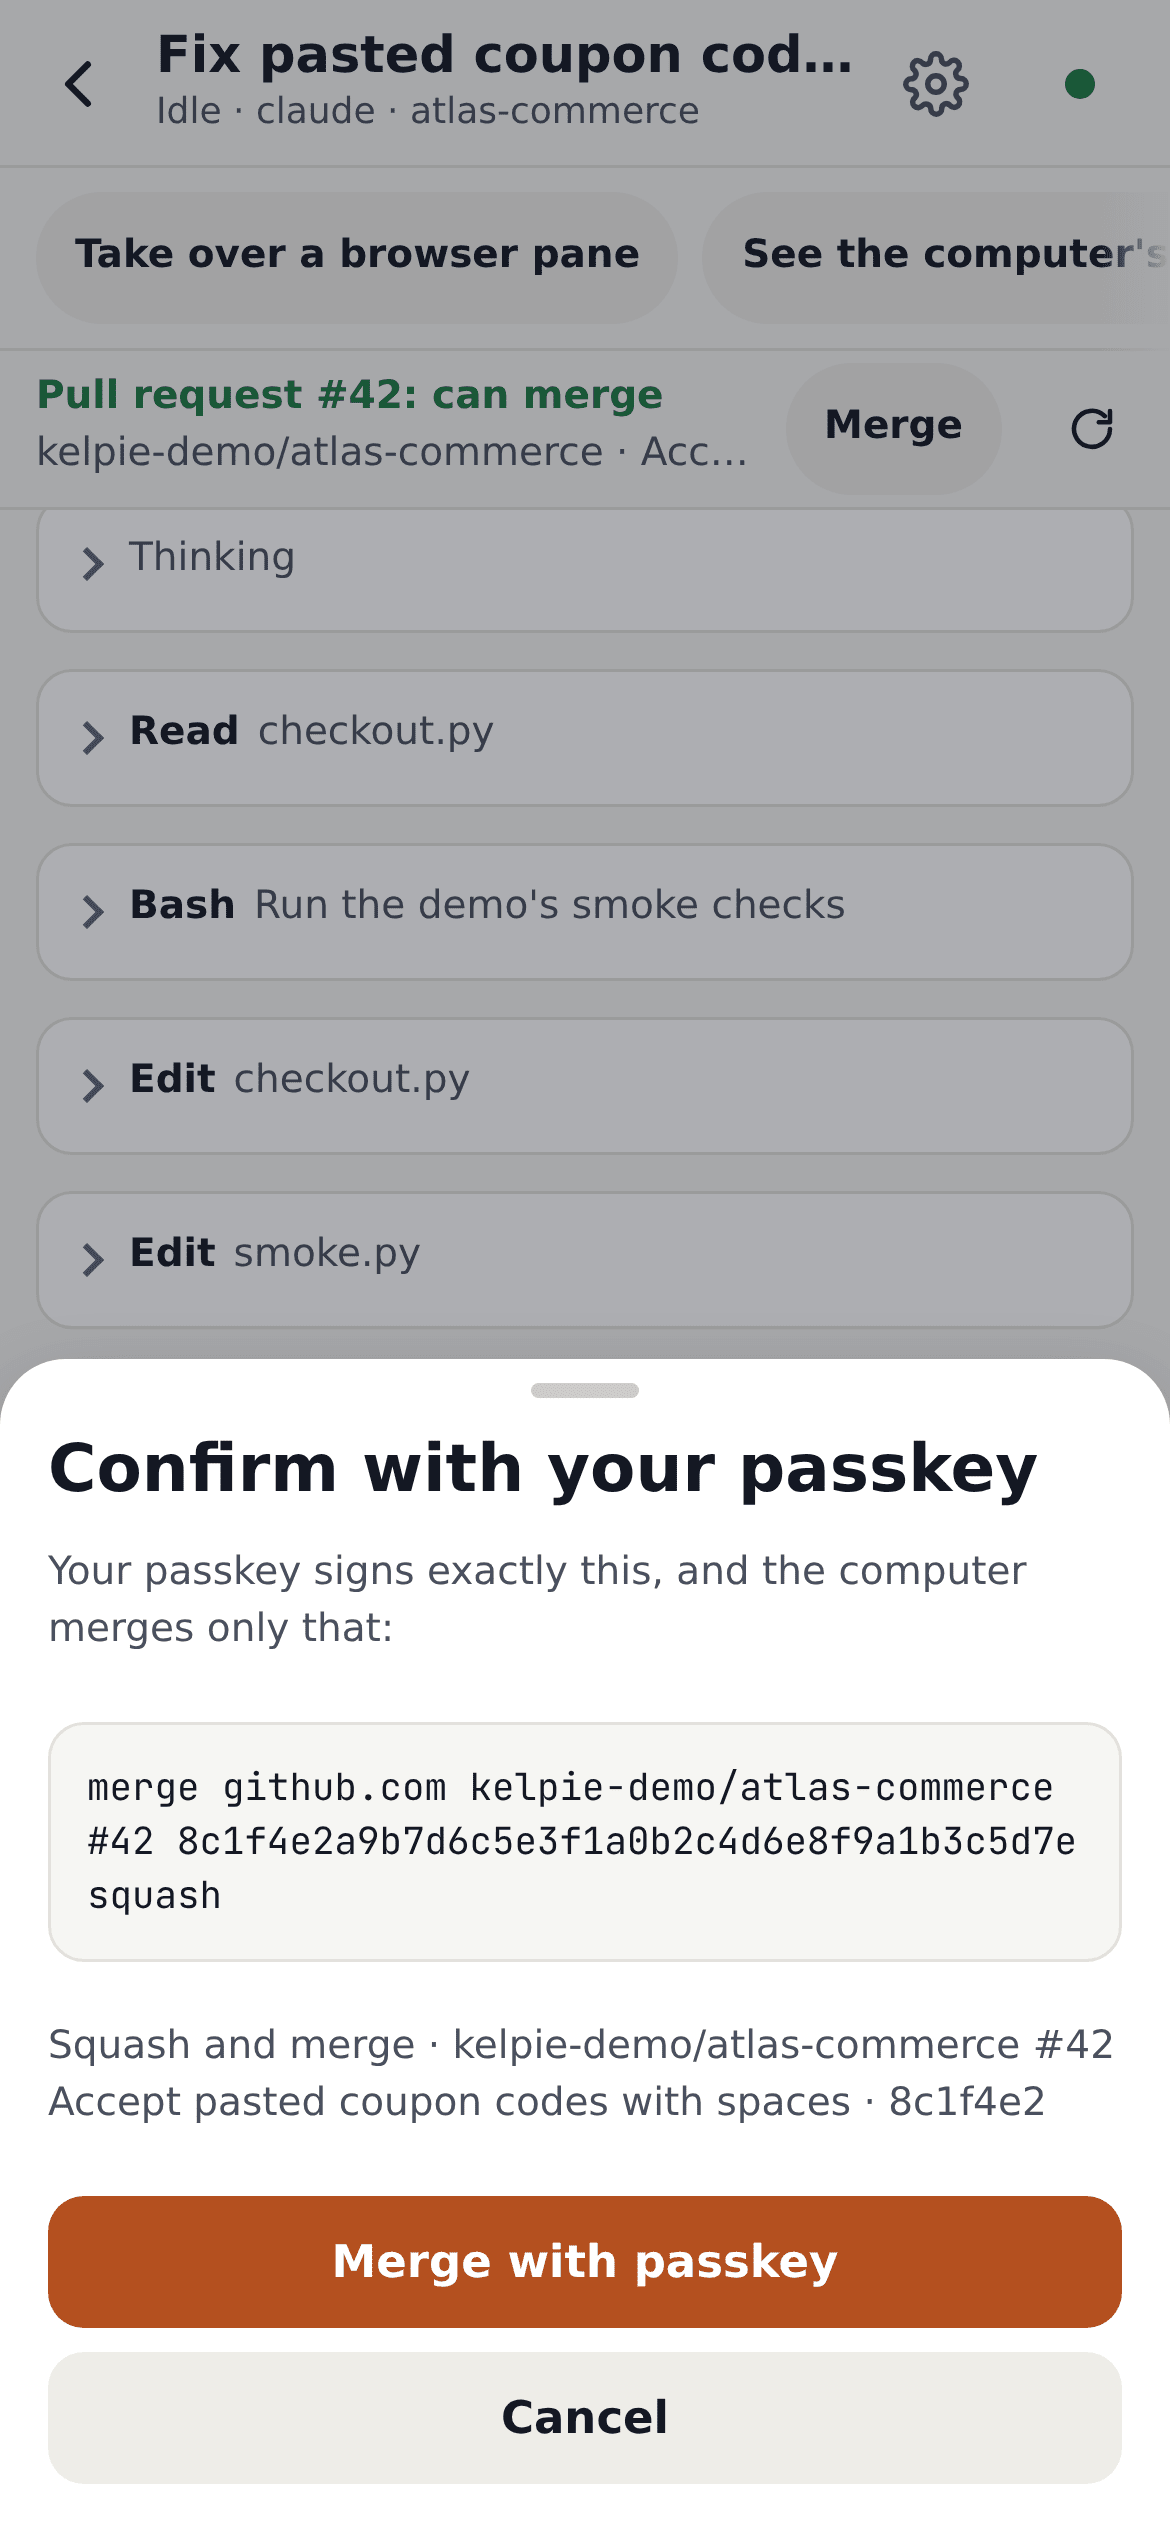 Fix pasted coupon cod...
Idle · claude · atlas-commerce
Take over a browser pane
See the computer's
Pull request #42: can merge
kelpie-demo/atlas-commerce · Acc...
Merge
Thinking
Read checkout.py
Bash Run the demo's smoke checks
Edit checkout.py
Edit smoke.py
Confirm with your passkey
Your passkey signs exactly this, and the computer
merges only that:
merge github.com kelpie-demo/atlas-commerce
#42 8c1f4e2a9b7d6c5e3f1a0b2c4d6e8f9a1b3c5d7e
squash
Squash and merge · kelpie-demo/atlas-commerce #42
Accept pasted coupon codes with spaces · 8c1f4e2
Merge with passkey
Cancel